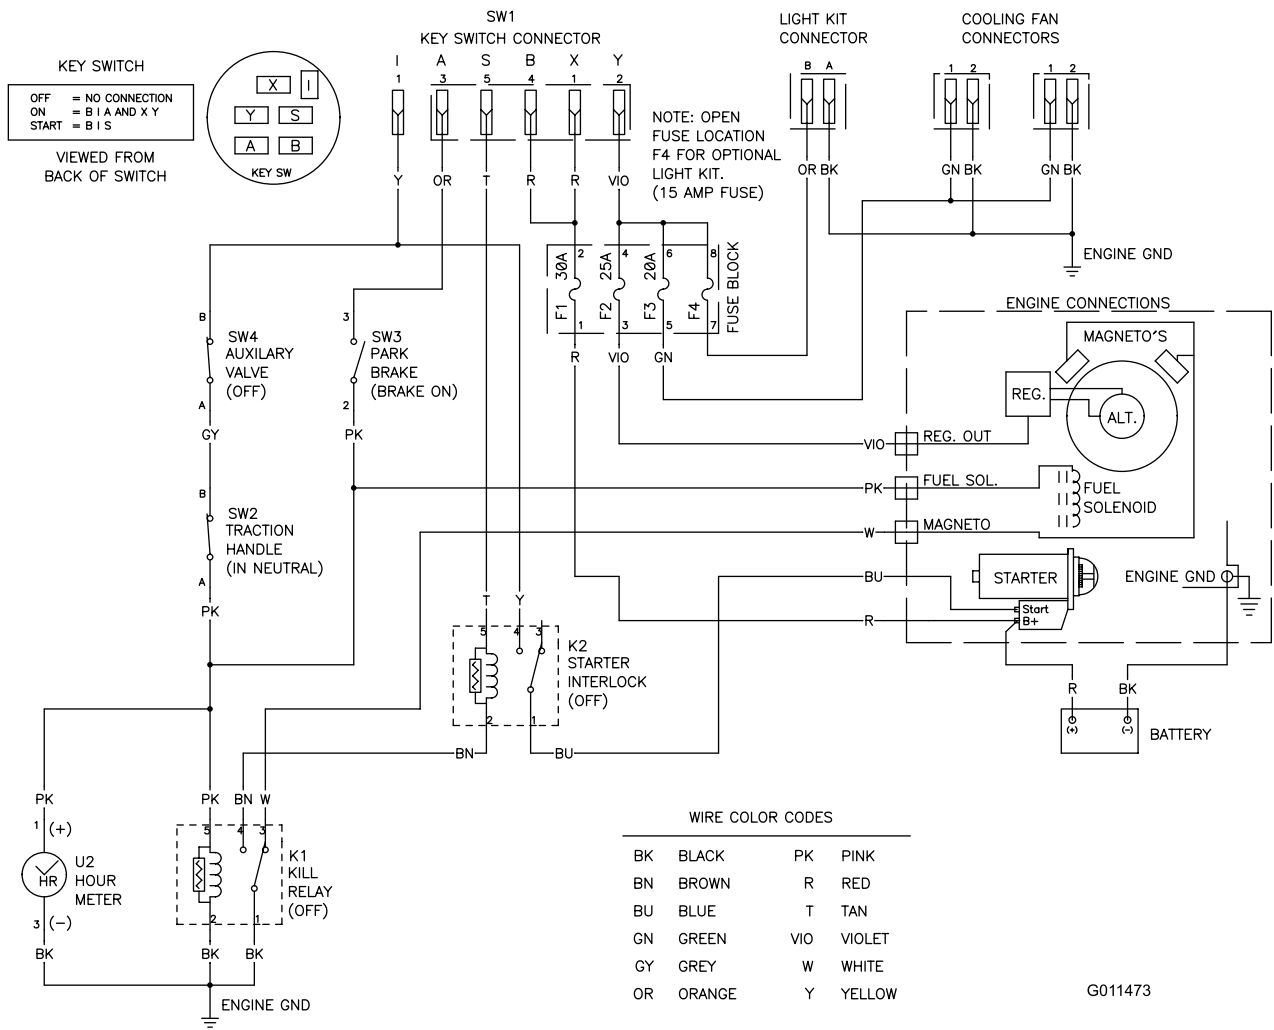 SW1
KEY SWITCH CONNECTOR
I A S B X Y
1 3 5 4 1 2
Y OR T R R VIO
KEY SWITCH
OFF = NO CONNECTION
ON = B I A AND X Y
START = B I S
VIEWED FROM
BACK OF SWITCH
X I
Y S
A B
KEY SW
NOTE: OPEN
FUSE LOCATION
F4 FOR OPTIONAL
LIGHT KIT.
(15 AMP FUSE)
LIGHT KIT
CONNECTOR
B A
OR BK
COOLING FAN
CONNECTORS
1 2 1 2
GN BK GN BK
ENGINE GND
2 4 6 8
30A 25A 20A
F1 F2 F3 F4
1 3 5 7
FUSE BLOCK
R VIO GN
B
SW4
AUXILARY
VALVE
(OFF)
A
GY
3
SW3
PARK
BRAKE
(BRAKE ON)
2
PK
B
SW2
TRACTION
HANDLE
(IN NEUTRAL)
A
PK
ENGINE CONNECTIONS
MAGNETO'S
REG.
ALT.
VIO REG. OUT
PK FUEL SOL.
FUEL
SOLENOID
W MAGNETO
BU
STARTER
Start
B+
R
ENGINE GND
R BK
(+) (-)
BATTERY
T Y
5 4 3
K2
STARTER
INTERLOCK
(OFF)
2 1
BN BU
PK PK BN W
1 (+)
HR
U2
HOUR
METER
3 (-)
BK
5 4 3
K1
KILL
RELAY
(OFF)
2 1
BK BK
ENGINE GND
WIRE COLOR CODES
BK BLACK PK PINK
BN BROWN R RED
BU BLUE T TAN
GN GREEN VIO VIOLET
GY GREY W WHITE
OR ORANGE Y YELLOW
G011473